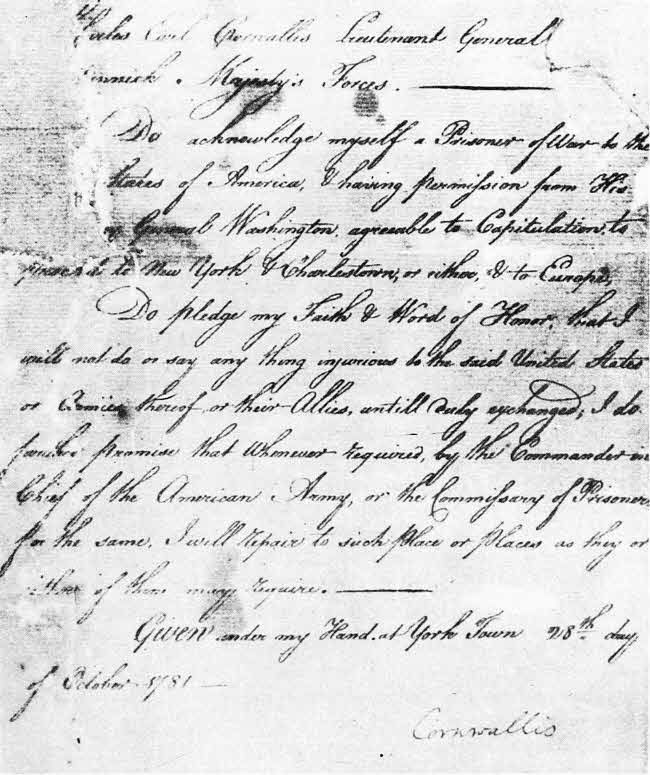 Charles Earl Cornwallis Lieutenant General
Majesty's Forces.
Do acknowledge myself a Prisoner of War to the
States of America, & having permission from His
General Washington, agreeable to Capitulation, to
proceed to New York & Charlestown, or either, & to Europe,
Do pledge my Faith & Word of Honor, that I
will not do or say any thing injurious to the said United States
or Armies thereof, or their Allies, untill duly exchanged; I do
further promise that Whenever required, by the Commander in
Chief of the American Army, or the Commissary of Prisoners
for the same, I will repair to such place or places as they or
either of them may require.
Given under my Hand at York Town 28th day
of October 1781
Cornwallis